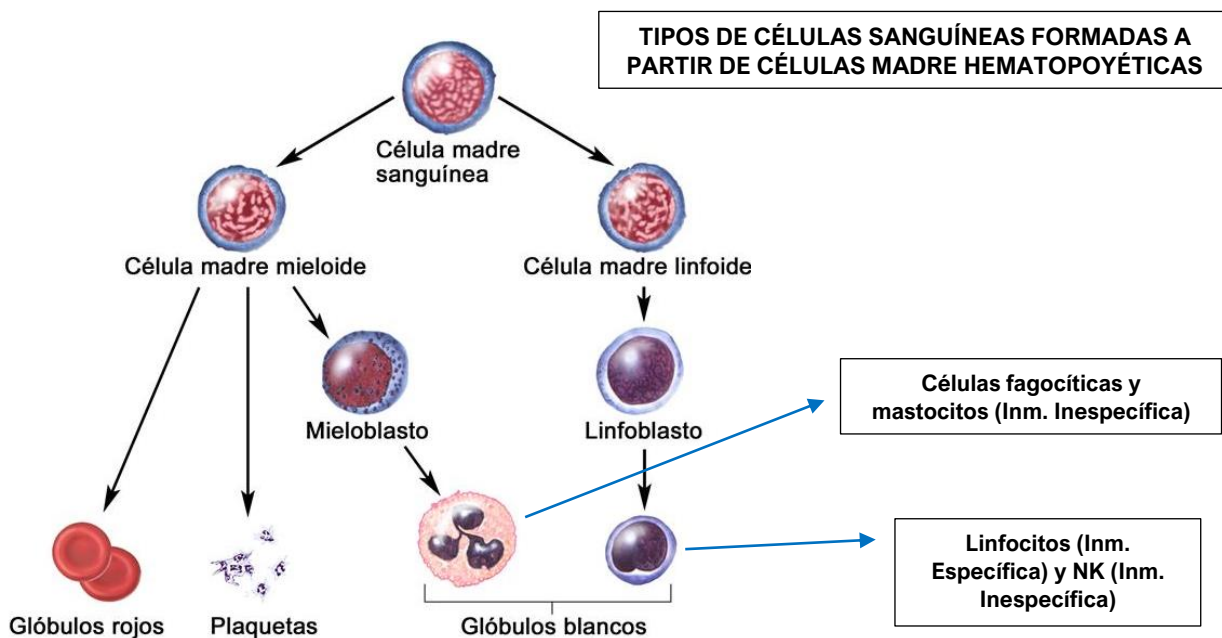 TIPOS DE CÉLULAS SANGUÍNEAS FORMADAS A
PARTIR DE CÉLULAS MADRE HEMATOPOYÉTICAS
Célula madre
sanguínea
Célula madre mieloide
Célula madre linfoide
Mieloblasto
Linfoblasto
Células fagocíticas y
mastocitos (Inm. Inespecífica)
Linfocitos (Inm.
Específica) y NK (Inm.
Inespecífica)
Glóbulos rojos
Plaquetas
Glóbulos blancos